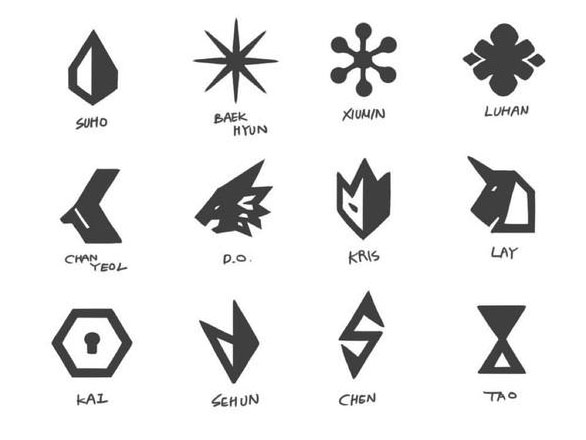 SUHO
BAEK
HYUN
XIUMIN
LUHAN
CHAN
YEOL
D.O.
KRIS
LAY
KAI
SEHUN
CHEN
TAO